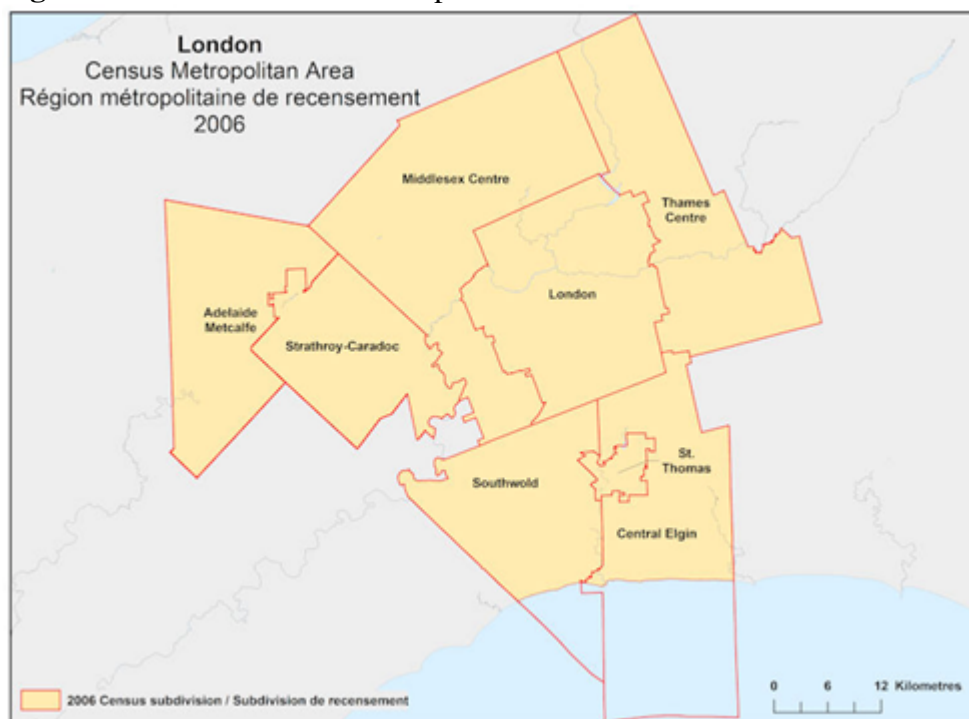 London
Census Metropolitan Area
Région métropolitaine de recensement
2006
Middlesex Centre
Thames
Centre
London
Adelaide
Metcalfe
Strathroy-Caradoc
St.
Thomas
Southwold
Central Elgin
2006 Census subdivision / Subdivision de recensement
0 6 12 Kilometres